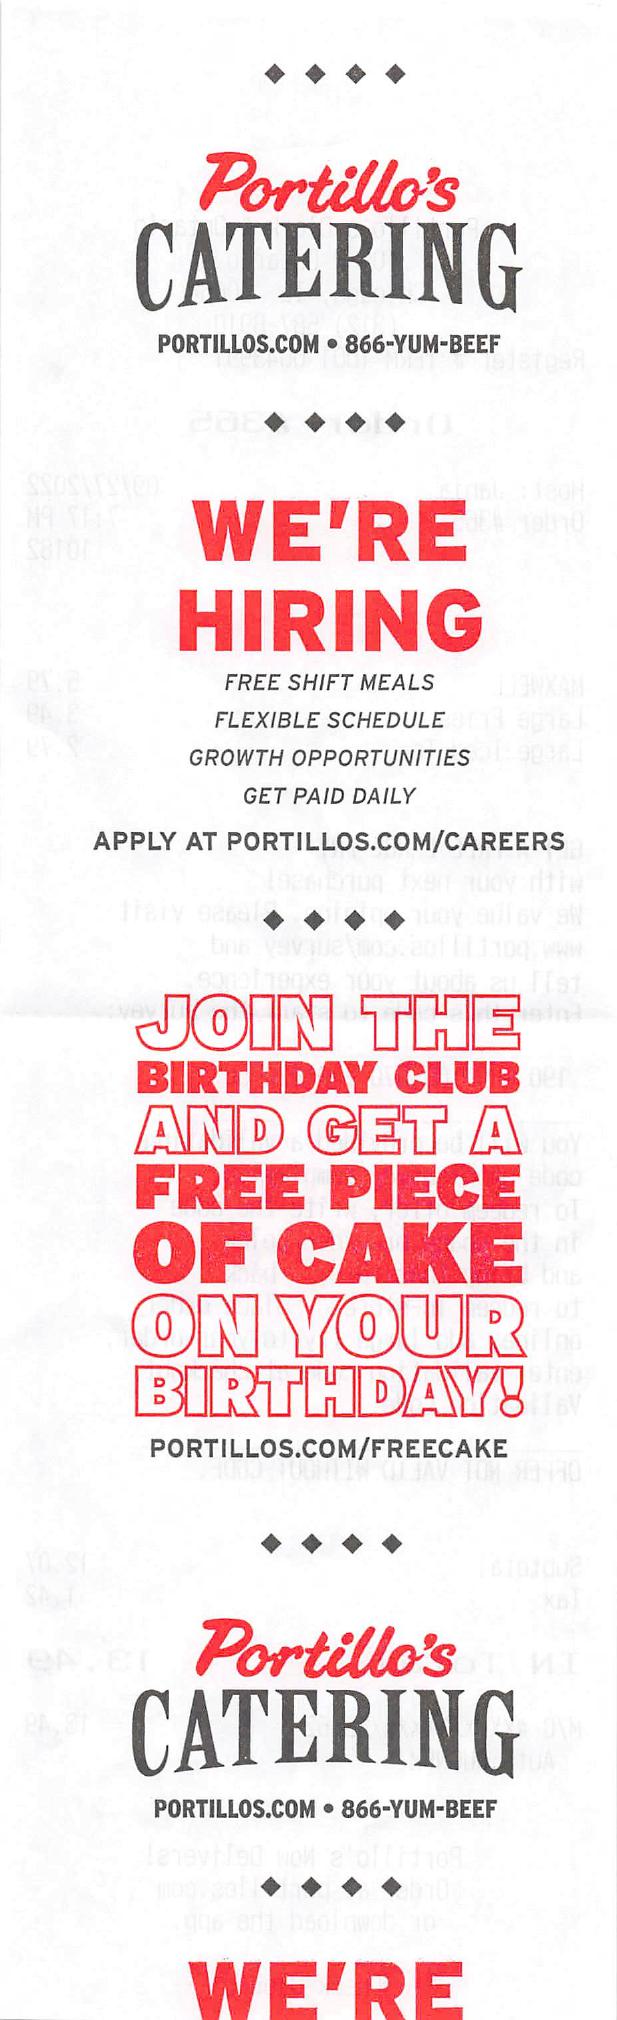 Portillo's
CATERING
PORTILLOS.COM • 866-YUM-BEEF
WE'RE
HIRING
FREE SHIFT MEALS
FLEXIBLE SCHEDULE
GROWTH OPPORTUNITIES
GET PAID DAILY
APPLY AT PORTILLOS.COM/CAREERS
JOIN THE
BIRTHDAY CLUB
AND GET A
FREE PIECE
OF CAKE
ON YOUR
BIRTHDAY!
PORTILLOS.COM/FREECAKE
Portillo's
CATERING
PORTILLOS.COM • 866-YUM-BEEF
WE'RE